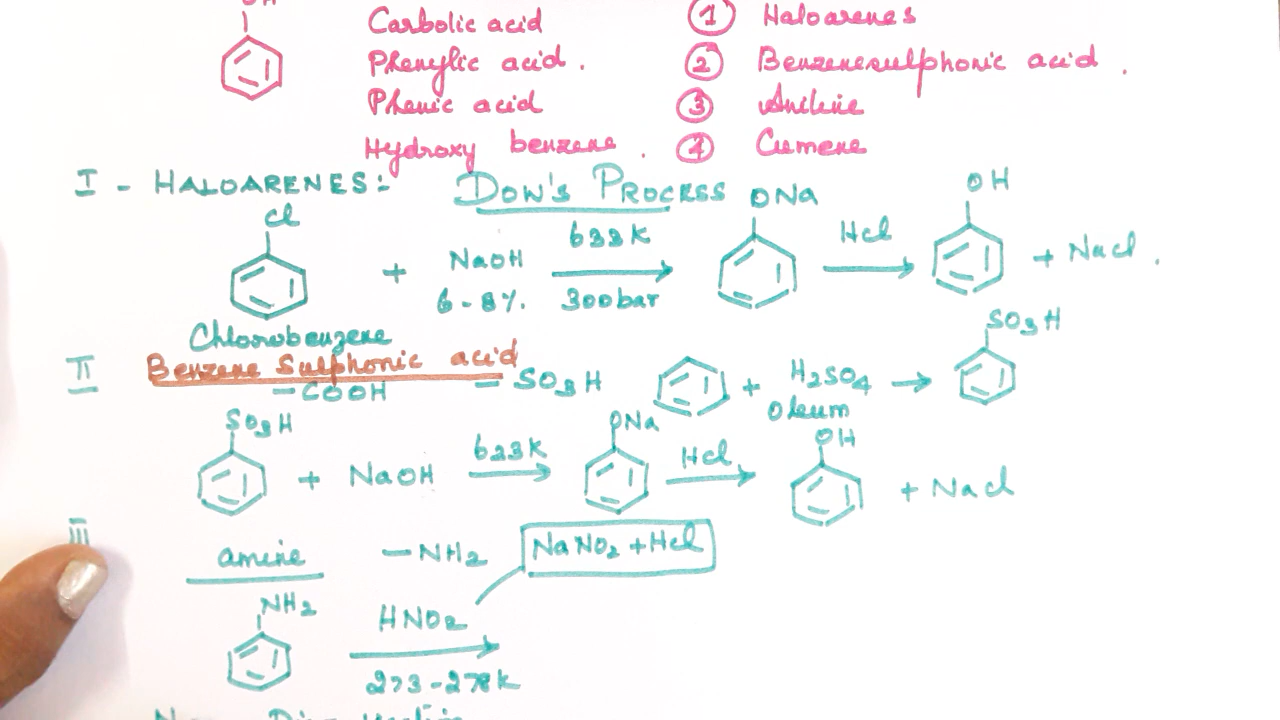 OH
Carbolic acid ① Haloarenes
Phenylic acid. ② Benzenesulphonic acid.
Phenic acid ③ Aniline
Hydroxy benzene. ④ Cumene
I - HALOARENES:- DOW'S PROCESS
Cl ONa OH
+ NaOH 633K HCl + NaCl.
6-8% 300bar
Chlorobenzene
II Benzene Sulphonic acid
-COOH -SO3H + H2SO4 → SO3H
Oleum
SO3H ONa OH
+ NaOH 623K HCl + NaCl
III
amine -NH2 NaNO2 + HCl
NH2 HNO2
273-278K